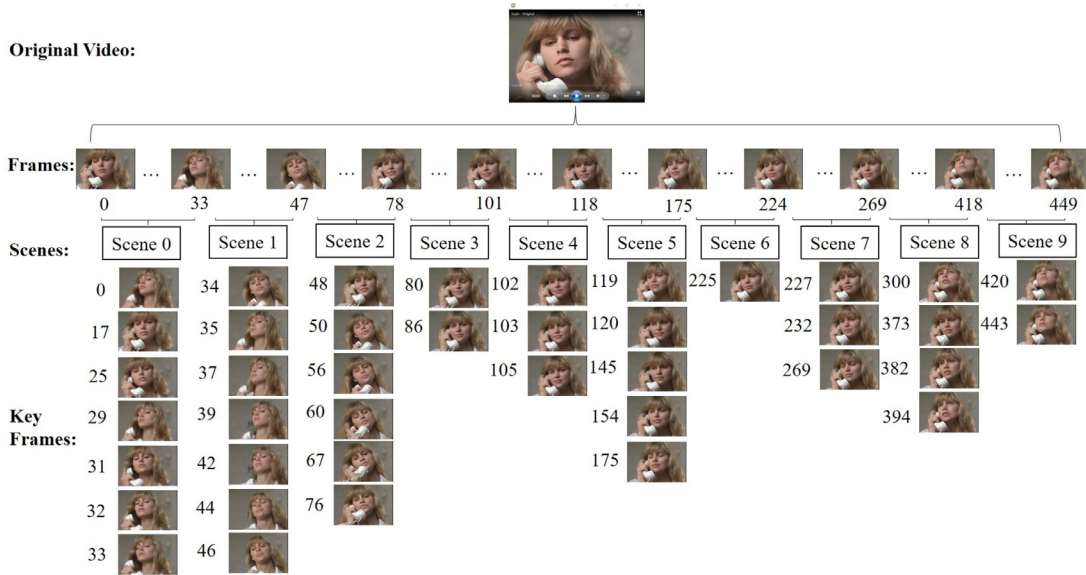 Original Video:
Frames:
... ... ... ... ... ... ... ... ... ...
0 33 47 78 101 118 175 224 269 418 449
Scenes:
Scene 0 Scene 1 Scene 2 Scene 3 Scene 4 Scene 5 Scene 6 Scene 7 Scene 8 Scene 9
0 34 48 80 102 119 225 227 300 420
17 35 50 86 103 120 232 373 443
25 37 56 105 145 269 382
Key
Frames:
29 39 60 154 394
31 42 67 175
32 44 76
33 46